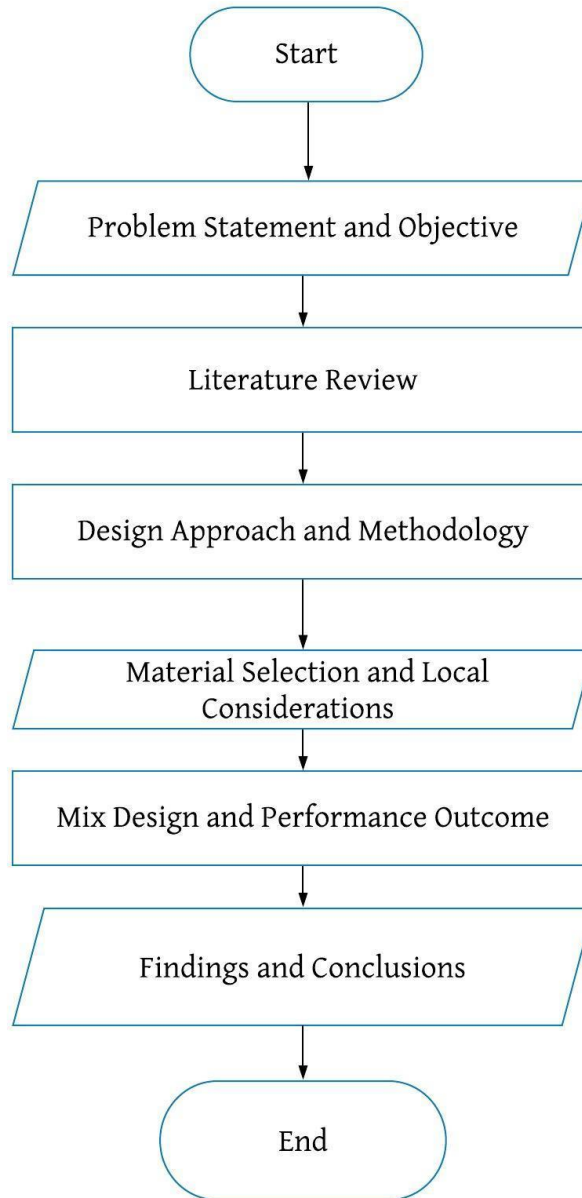 Start
Problem Statement and Objective
Literature Review
Design Approach and Methodology
Material Selection and Local
Considerations
Mix Design and Performance Outcome
Findings and Conclusions
End